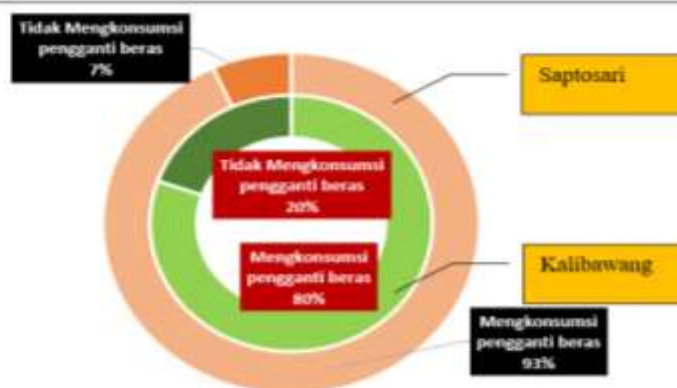 Tidak Mengkonsumsi
pengganti beras
7%
Saptosari
Tidak Mengkonsumsi
pengganti beras
20%
Mengkonsumsi
pengganti beras
80%
Kalibawang
Mengkonsumsi
pengganti beras
93%